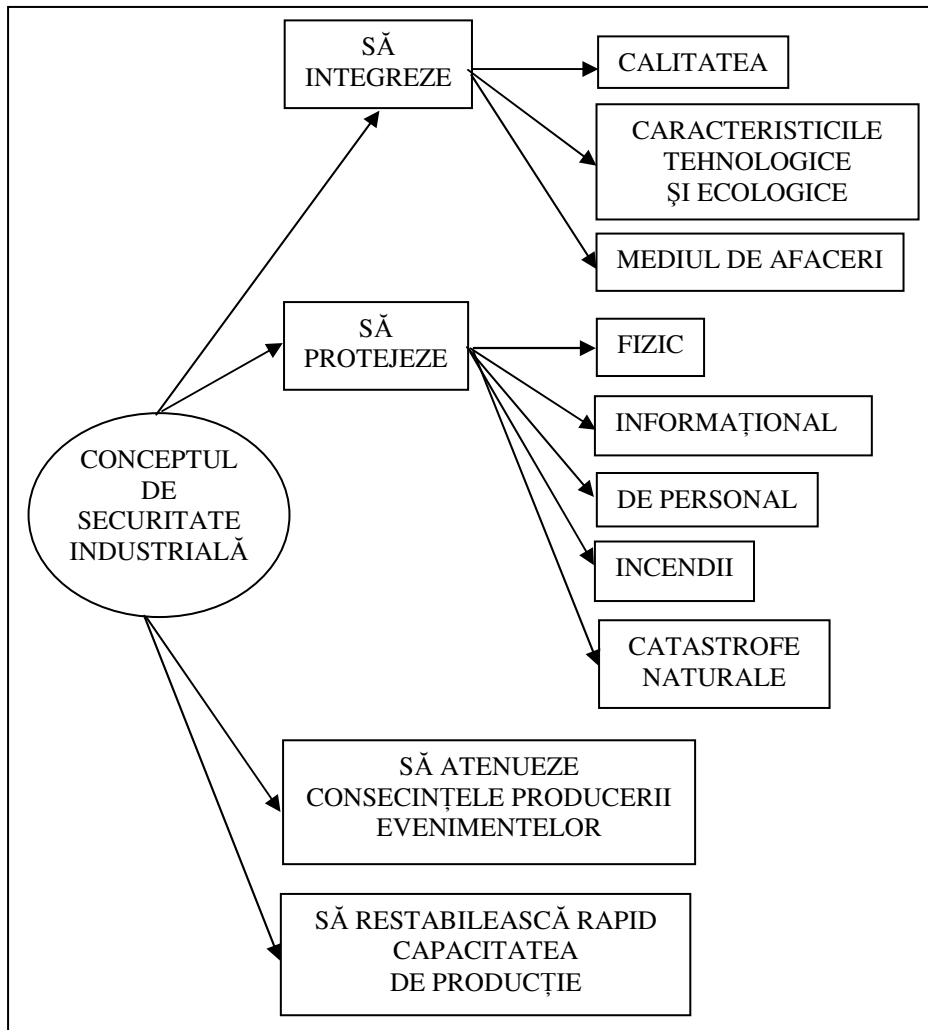 SĂ
INTEGREZE
CALITATEA
CARACTERISTICILE
TEHNOLOGICE
ŞI ECOLOGICE
MEDIUL DE AFACERI
SĂ
PROTEJEZE
FIZIC
INFORMAȚIONAL
DE PERSONAL
INCENDII
CATASTROFE
NATURALE
CONCEPTUL
DE
SECURITATE
INDUSTRIALĂ
SĂ ATENUEZE
CONSECINȚELE PRODUCERII
EVENIMENTELOR
SĂ RESTABILEASCĂ RAPID
CAPACITATEA
DE PRODUCȚIE